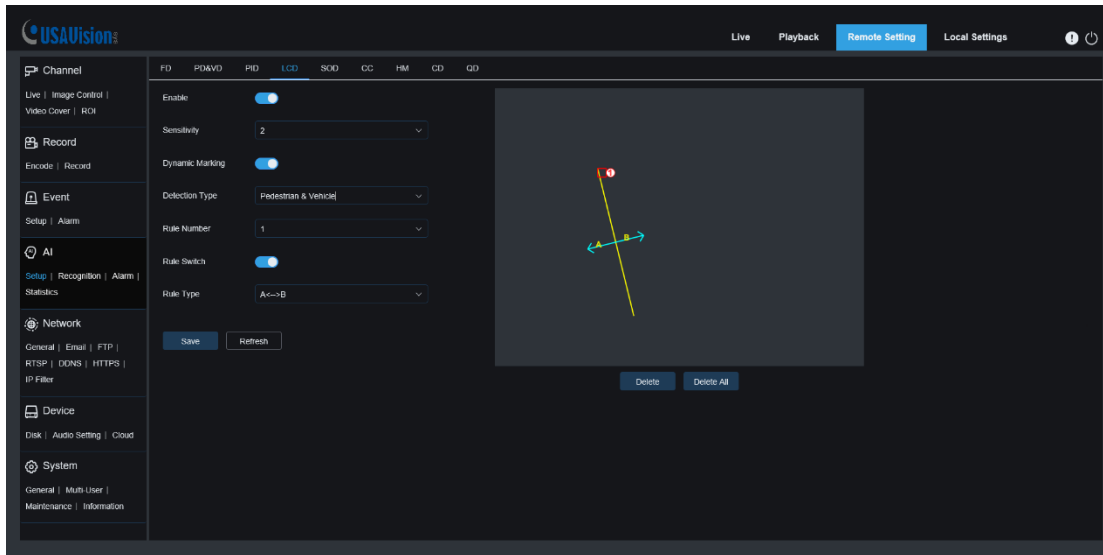 USAVision
Live Playback Remote Setting Local Settings
Channel
Live | Image Control |
Video Cover | ROI
Record
Encode | Record
Event
Setup | Alarm
AI
Setup | Recognition | Alarm |
Statistics
Network
General | Email | FTP |
RTSP | DDNS | HTTPS |
IP Filter
Device
Disk | Audio Setting | Cloud
System
General | Multi-User |
Maintenance | Information
FD PD&VD PID LCD SOD CC HM CD QD
Enable
Sensitivity 2
Dynamic Marking
Detection Type Pedestrian & Vehicle
Rule Number 1
Rule Switch
Rule Type A<-->B
Save Refresh
1
A B
Delete Delete All